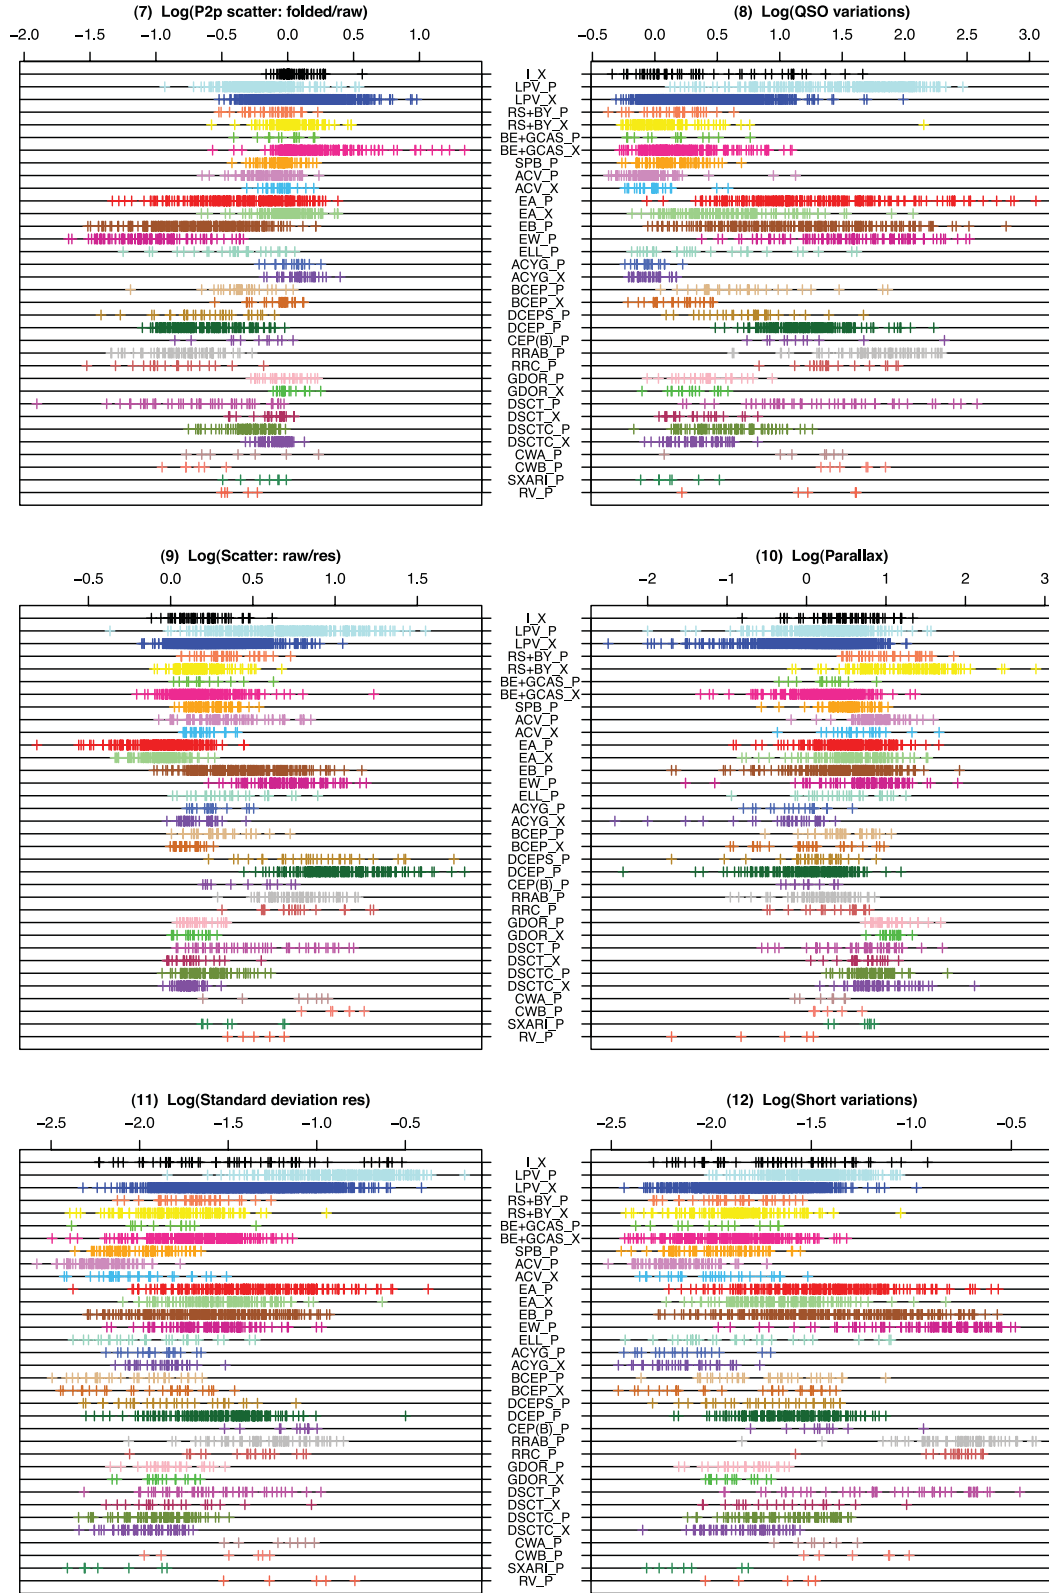 (7) Log(P2p scatter: folded/raw)
(8) Log(QSO variations)
−2.0 −1.5 −1.0 −0.5 0.0 0.5 1.0
−0.5 0.0 0.5 1.0 1.5 2.0 2.5 3.0
I_X
LPV_P
LPV_X
RS+BY_P
RS+BY_X
BE+GCAS_P
BE+GCAS_X
SPB_P
ACV_P
ACV_X
EA_P
EA_X
EB_P
EW_P
ELL_P
ACYG_P
ACYG_X
BCEP_P
BCEP_X
DCEPS_P
DCEP_P
CEP(B)_P
RRAB_P
RRC_P
GDOR_P
GDOR_X
DSCT_P
DSCT_X
DSCTC_P
DSCTC_X
CWA_P
CWB_P
SXARI_P
RV_P
(9) Log(Scatter: raw/res)
(10) Log(Parallax)
−0.5 0.0 0.5 1.0 1.5
−2 −1 0 1 2 3
I_X
LPV_P
LPV_X
RS+BY_P
RS+BY_X
BE+GCAS_P
BE+GCAS_X
SPB_P
ACV_P
ACV_X
EA_P
EA_X
EB_P
EW_P
ELL_P
ACYG_P
ACYG_X
BCEP_P
BCEP_X
DCEPS_P
DCEP_P
CEP(B)_P
RRAB_P
RRC_P
GDOR_P
GDOR_X
DSCT_P
DSCT_X
DSCTC_P
DSCTC_X
CWA_P
CWB_P
SXARI_P
RV_P
(11) Log(Standard deviation res)
(12) Log(Short variations)
−2.5 −2.0 −1.5 −1.0 −0.5
−2.5 −2.0 −1.5 −1.0 −0.5
I_X
LPV_P
LPV_X
RS+BY_P
RS+BY_X
BE+GCAS_P
BE+GCAS_X
SPB_P
ACV_P
ACV_X
EA_P
EA_X
EB_P
EW_P
ELL_P
ACYG_P
ACYG_X
BCEP_P
BCEP_X
DCEPS_P
DCEP_P
CEP(B)_P
RRAB_P
RRC_P
GDOR_P
GDOR_X
DSCT_P
DSCT_X
DSCTC_P
DSCTC_X
CWA_P
CWB_P
SXARI_P
RV_P